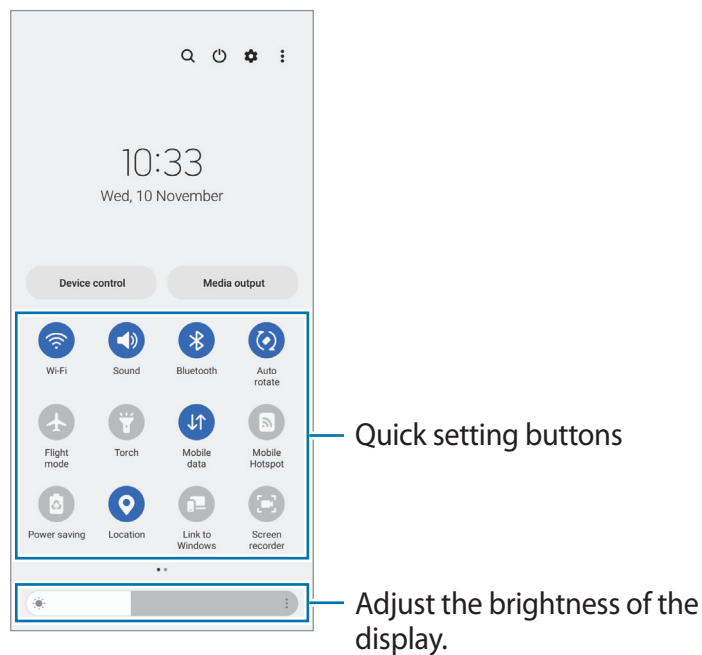 10:33
Wed, 10 November
Device control
Media output
Wi-Fi
Sound
Bluetooth
Auto
rotate
Flight
mode
Torch
Mobile
data
Mobile
Hotspot
Power saving
Location
Link to
Windows
Screen
recorder
Quick setting buttons
Adjust the brightness of the
display.